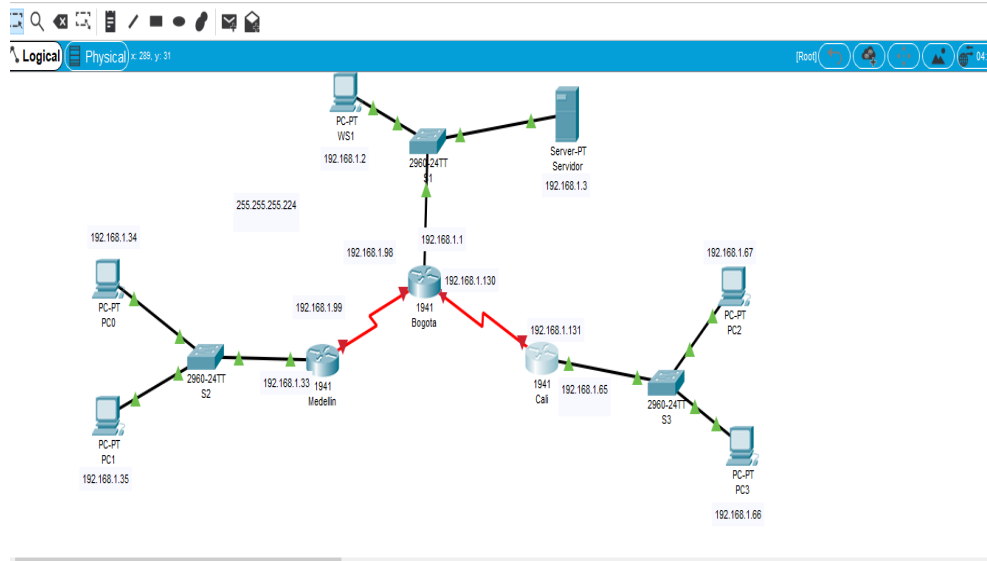 Logical
Physical
x: 289, y: 31
[Root]
04:
PC-PT
WS1
192.168.1.2
2960-24TT
S1
Server-PT
Servidor
192.168.1.3
255.255.255.224
192.168.1.34
192.168.1.98
192.168.1.1
192.168.1.130
192.168.1.67
PC-PT
PC0
192.168.1.99
1941
Bogota
PC-PT
PC2
192.168.1.131
2960-24TT
S2
192.168.1.33
1941
Medellin
1941
Cali
192.168.1.65
2960-24TT
S3
PC-PT
PC1
192.168.1.35
PC-PT
PC3
192.168.1.66